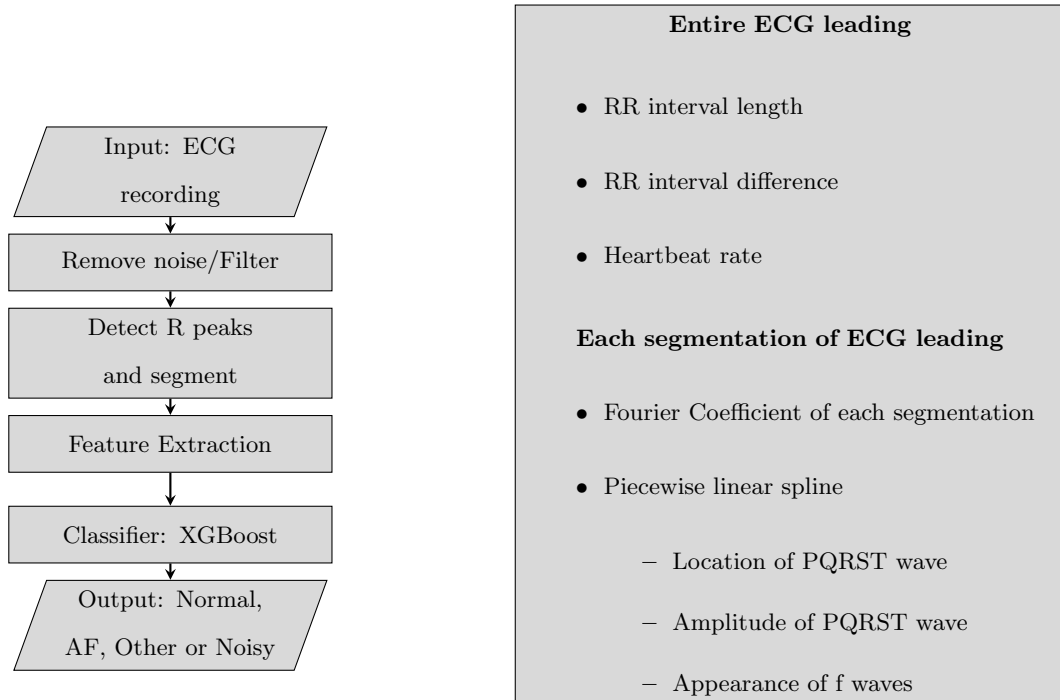 Input: ECG
recording
Remove noise/Filter
Detect R peaks
and segment
Feature Extraction
Classifier: XGBoost
Output: Normal,
AF, Other or Noisy
Entire ECG leading
• RR interval length
• RR interval difference
• Heartbeat rate
Each segmentation of ECG leading
• Fourier Coefficient of each segmentation
• Piecewise linear spline
– Location of PQRST wave
– Amplitude of PQRST wave
– Appearance of f waves